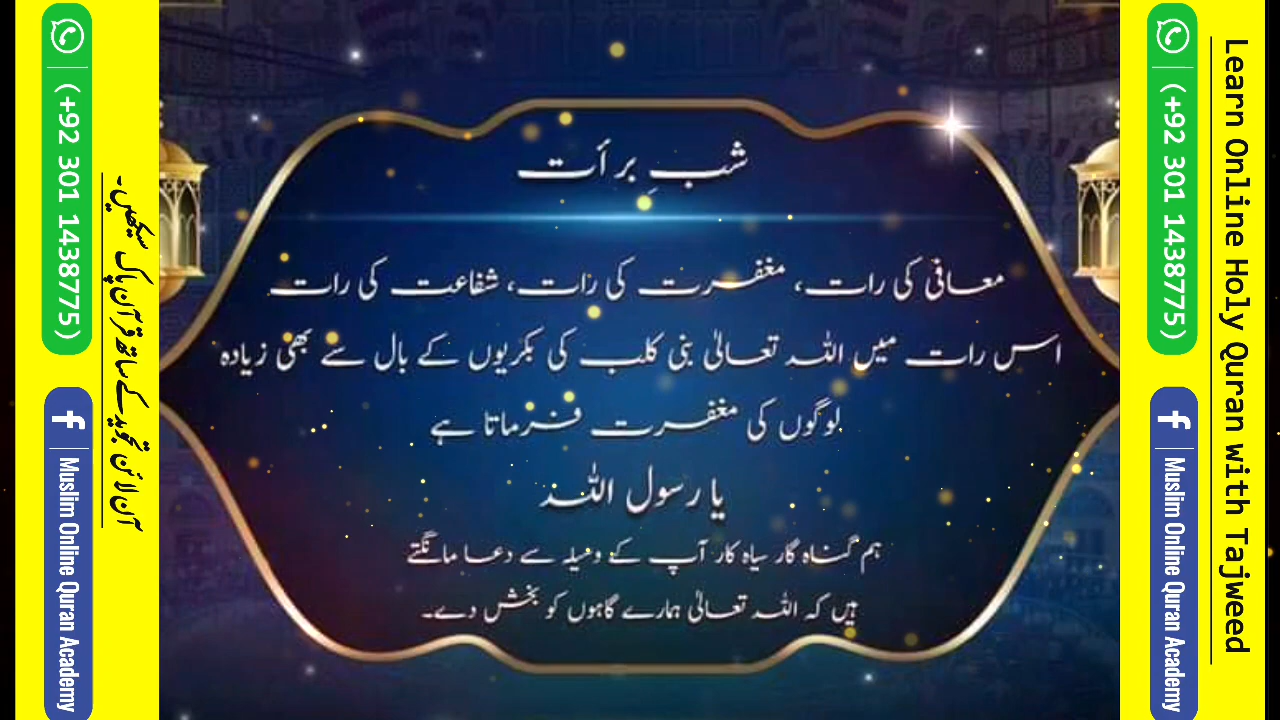 (+92 301 1438775)
Muslim Online Quran Academy
آن لائن تجوید کے ساتھ قرآن پاک سیکھیں۔
شبِ برأت
معافی کی رات، مغفرت کی رات، شفاعت کی رات
اس رات میں اللہ تعالیٰ بنی کلب کی بکریوں کے بال سے بھی زیادہ
لوگوں کی مغفرت فرماتا ہے
یا رسول اللہ
ہم گناہ گار سیاہ کار آپ کے وسیلہ سے دعا مانگتے
ہیں کہ اللہ تعالیٰ ہمارے گاہوں کو بخش دے۔
(+92 301 1438775)
Muslim Online Quran Academy
Learn Online Holy Quran with Tajweed